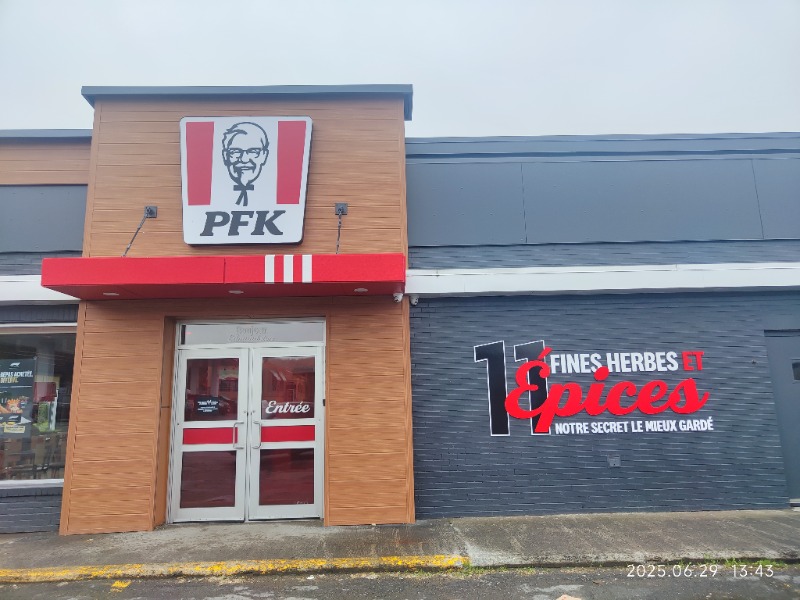 PFK
Entrée
11
FINES HERBES ET
Épices
NOTRE SECRET LE MIEUX GARDÉ
2025.06.29 13:43